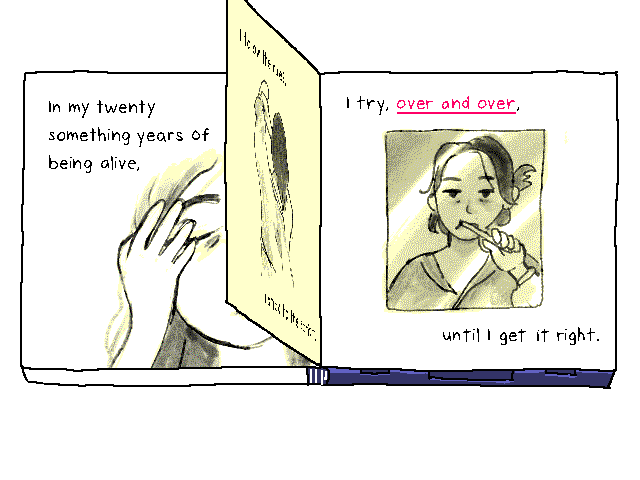 In my twenty
something years of
being alive,
I try, over and over,
until I get it right.